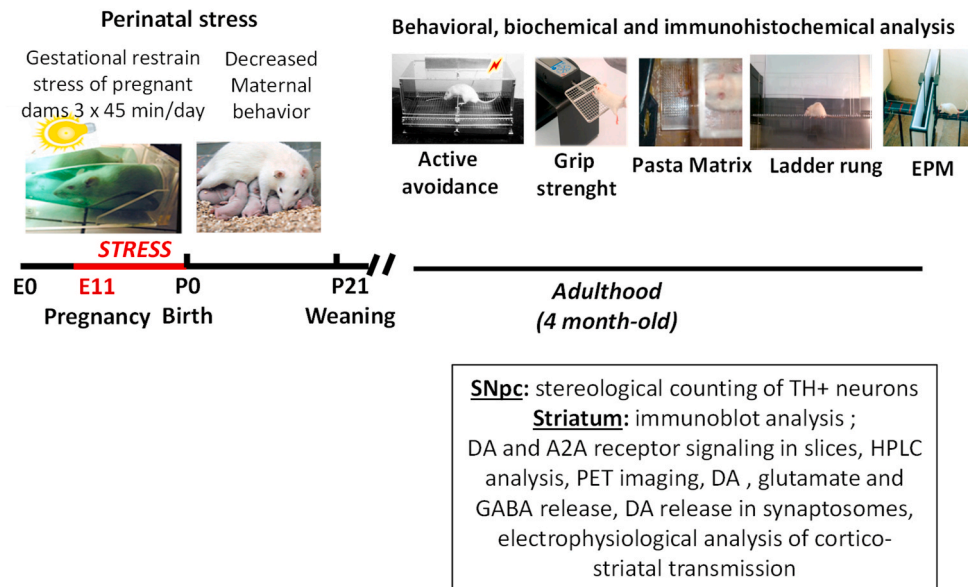 Perinatal stress
Gestational restrain
stress of pregnant
dams 3 x 45 min/day
Decreased
Maternal
behavior
Behavioral, biochemical and immunohistochemical analysis
Active
avoidance
Grip
strenght
Pasta Matrix
Ladder rung
EPM
STRESS
E0
E11
P0
P21
Pregnancy
Birth
Weaning
Adulthood
(4 month-old)
SNpc: stereological counting of TH+ neurons
Striatum: immunoblot analysis ;
DA and A2A receptor signaling in slices, HPLC
analysis, PET imaging, DA , glutamate and
GABA release, DA release in synaptosomes,
electrophysiological analysis of cortico-
striatal transmission